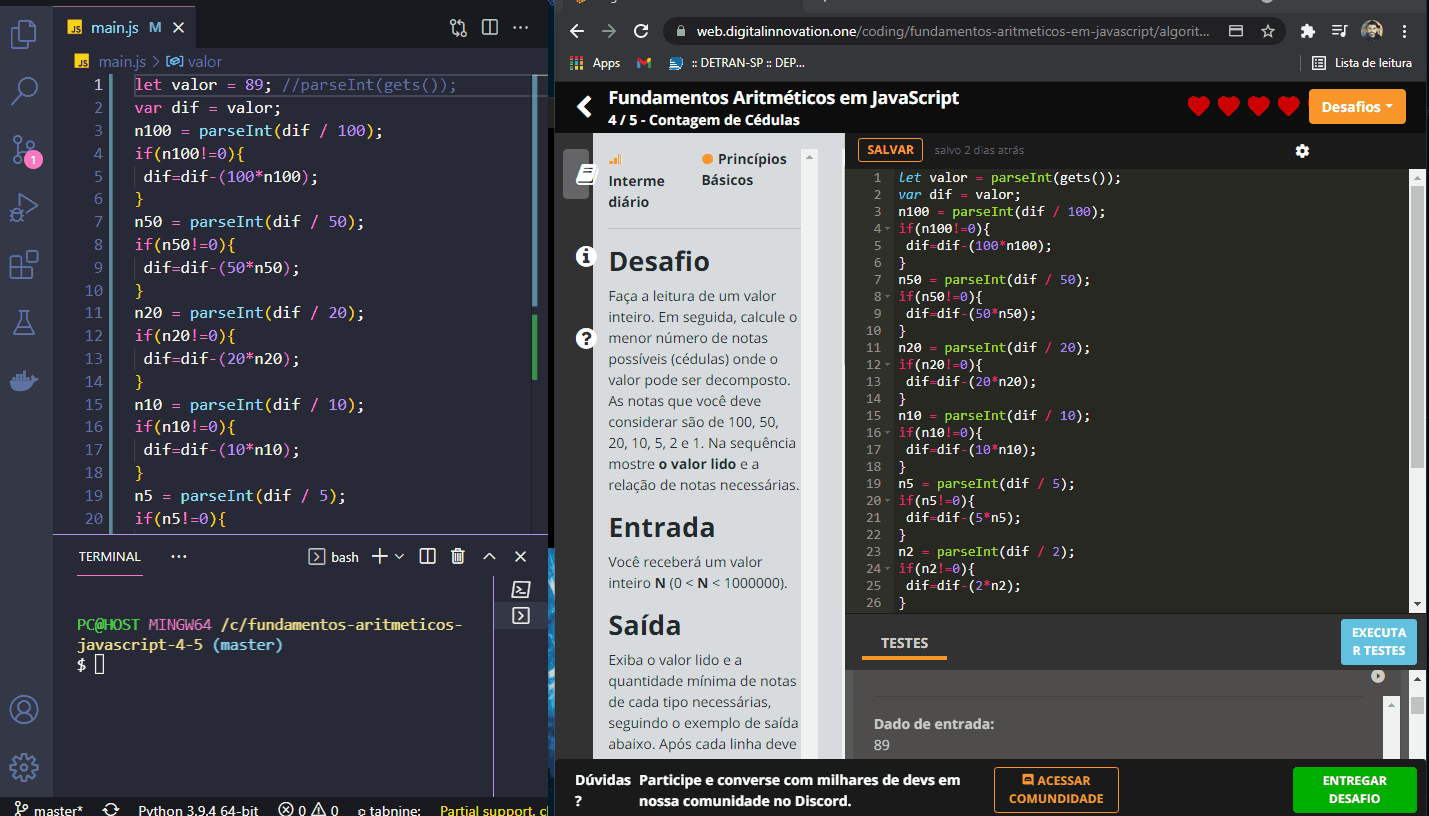 main.js M
main.js > valor
1 let valor = 89; //parseInt(gets());
2 var dif = valor;
3 n100 = parseInt(dif / 100);
4 if(n100!=0){
5 dif=dif-(100*n100);
6 }
7 n50 = parseInt(dif / 50);
8 if(n50!=0){
9 dif=dif-(50*n50);
10 }
11 n20 = parseInt(dif / 20);
12 if(n20!=0){
13 dif=dif-(20*n20);
14 }
15 n10 = parseInt(dif / 10);
16 if(n10!=0){
17 dif=dif-(10*n10);
18 }
19 n5 = parseInt(dif / 5);
20 if(n5!=0){
1
TERMINAL ... bash
PC@HOST MINGW64 /c/fundamentos-aritmeticos-
javascript-4-5 (master)
$
master* Python 3.9.4 64-bit 0 0 tabnine: Partial support, c
web.digitalinnovation.one/coding/fundamentos-aritmeticos-em-javascript/algorit...
Apps :: DETRAN-SP :: DEP... Lista de leitura
Fundamentos Aritméticos em JavaScript
4 / 5 - Contagem de Cédulas
Desafios
Interme
diário
Princípios
Básicos
Desafio
Faça a leitura de um valor
inteiro. Em seguida, calcule o
menor número de notas
possíveis (cédulas) onde o
valor pode ser decomposto.
As notas que você deve
considerar são de 100, 50,
20, 10, 5, 2 e 1. Na sequência
mostre o valor lido e a
relação de notas necessárias.
Entrada
Você receberá um valor
inteiro N (0 < N < 1000000).
Saída
Exiba o valor lido e a
quantidade mínima de notas
de cada tipo necessárias,
seguindo o exemplo de saída
abaixo. Após cada linha deve
SALVAR salvo 2 dias atrás
1 let valor = parseInt(gets());
2 var dif = valor;
3 n100 = parseInt(dif / 100);
4 if(n100!=0){
5 dif=dif-(100*n100);
6 }
7 n50 = parseInt(dif / 50);
8 if(n50!=0){
9 dif=dif-(50*n50);
10 }
11 n20 = parseInt(dif / 20);
12 if(n20!=0){
13 dif=dif-(20*n20);
14 }
15 n10 = parseInt(dif / 10);
16 if(n10!=0){
17 dif=dif-(10*n10);
18 }
19 n5 = parseInt(dif / 5);
20 if(n5!=0){
21 dif=dif-(5*n5);
22 }
23 n2 = parseInt(dif / 2);
24 if(n2!=0){
25 dif=dif-(2*n2);
26 }
TESTES
EXECUTA
R TESTES
Dado de entrada:
89
Dúvidas
?
Participe e converse com milhares de devs em
nossa comunidade no Discord.
ACESSAR
COMUNDIDADE
ENTREGAR
DESAFIO